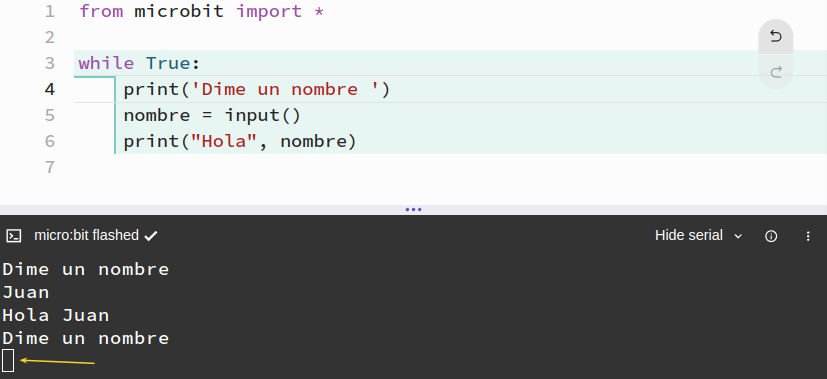 1 from microbit import *
2
3 while True:
4 print('Dime un nombre ')
5 nombre = input()
6 print("Hola", nombre)
7
micro:bit flashed
Hide serial
Dime un nombre
Juan
Hola Juan
Dime un nombre